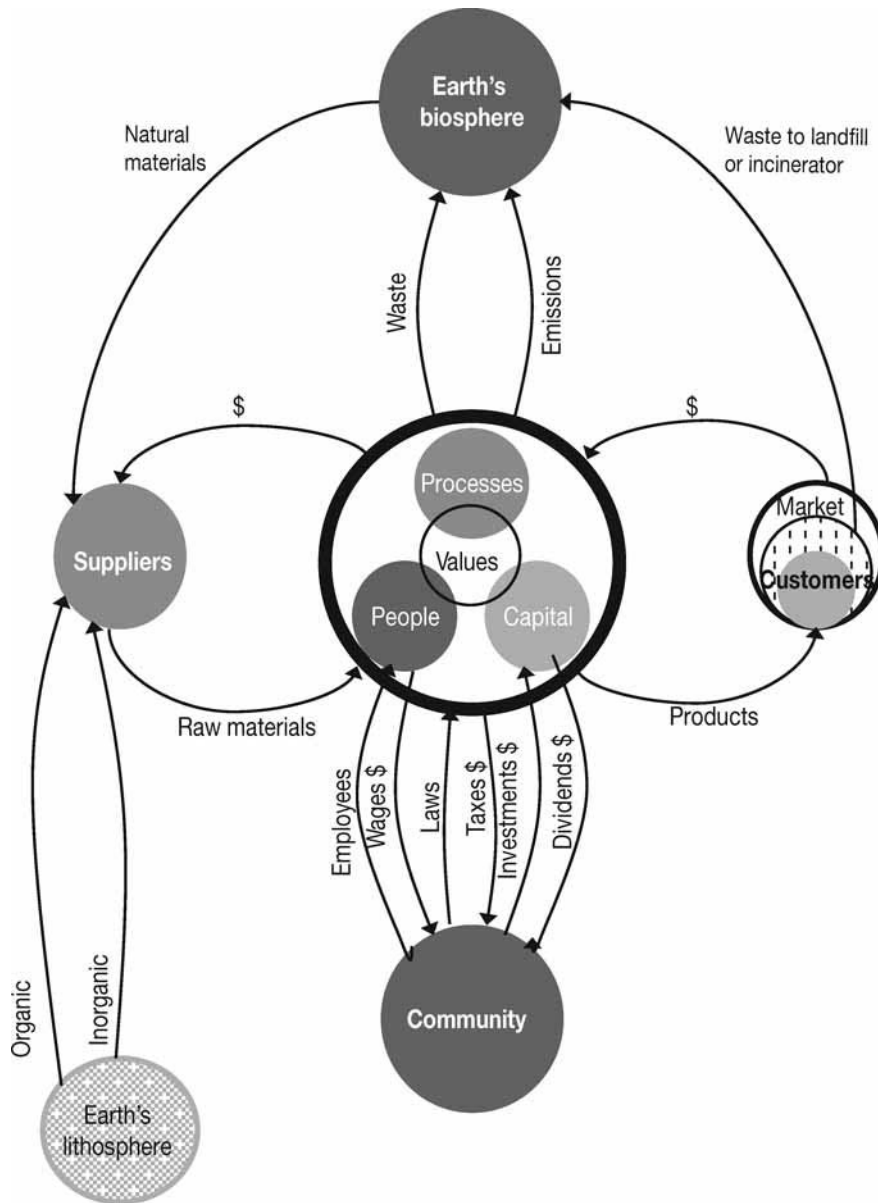 Earth's
biosphere
Natural
materials
Waste to landfill
or incinerator
Waste
Emissions
$
$
Processes
Market
Suppliers
Values
Customers
People
Capital
Raw materials
Products
Employees
Wages $
Laws
Taxes $
Investments $
Dividends $
Organic
Inorganic
Community
Earth's
lithosphere